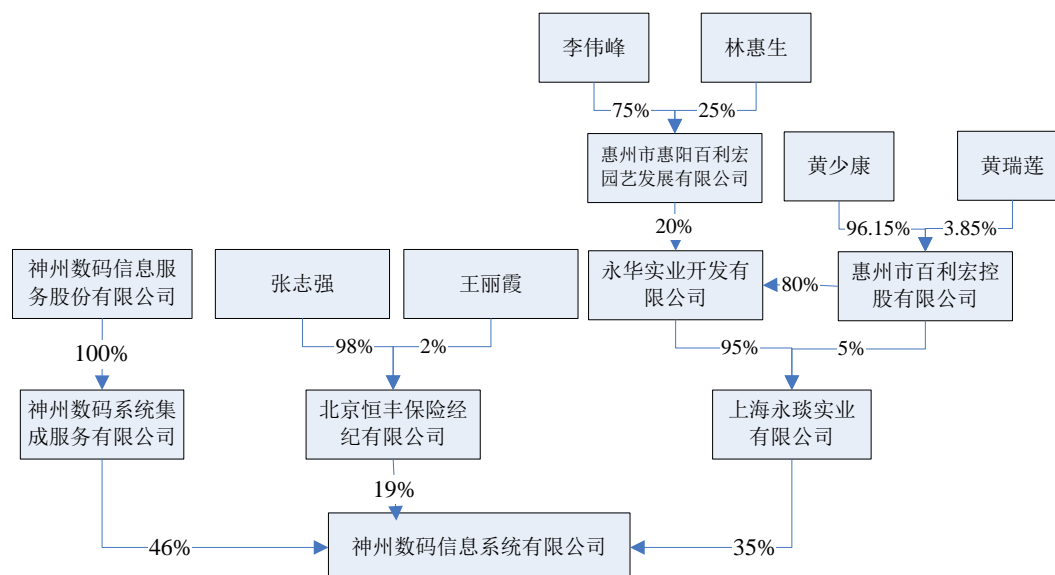 李伟峰
林惠生
75%
25%
惠州市惠阳百利宏
园艺发展有限公司
黄少康
黄瑞莲
20%
96.15%
3.85%
神州数码信息服
务股份有限公司
张志强
王丽霞
永华实业开发有
限公司
80%
惠州市百利宏控
股有限公司
100%
98%
2%
95%
5%
神州数码系统集
成服务有限公司
北京恒丰保险经
纪有限公司
上海永琰实业
有限公司
19%
46%
神州数码信息系统有限公司
35%